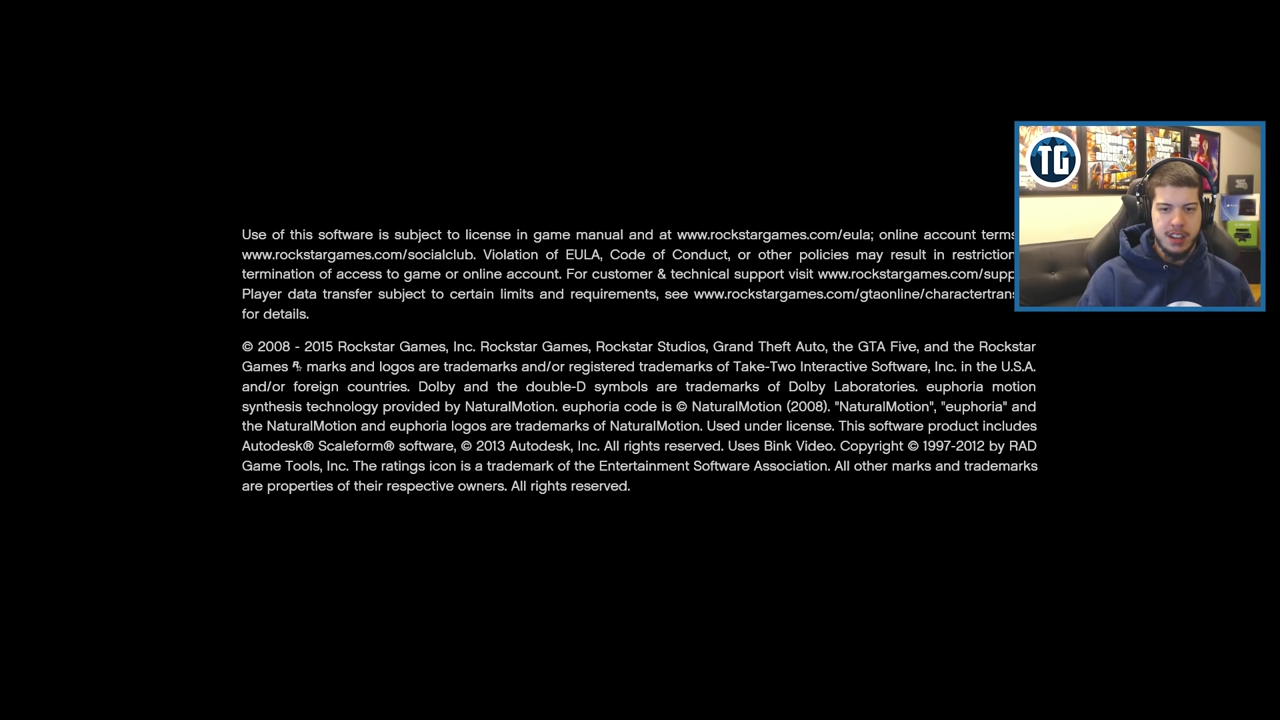 Use of this software is subject to license in game manual and at www.rockstargames.com/eula; online account terms
www.rockstargames.com/socialclub. Violation of EULA, Code of Conduct, or other policies may result in restriction
termination of access to game or online account. For customer & technical support visit www.rockstargames.com/supp
Player data transfer subject to certain limits and requirements, see www.rockstargames.com/gtaonline/charactertrans
for details.
© 2008 - 2015 Rockstar Games, Inc. Rockstar Games, Rockstar Studios, Grand Theft Auto, the GTA Five, and the Rockstar
Games R* marks and logos are trademarks and/or registered trademarks of Take-Two Interactive Software, Inc. in the U.S.A.
and/or foreign countries. Dolby and the double-D symbols are trademarks of Dolby Laboratories. euphoria motion
synthesis technology provided by NaturalMotion. euphoria code is © NaturalMotion (2008). "NaturalMotion", "euphoria" and
the NaturalMotion and euphoria logos are trademarks of NaturalMotion. Used under license. This software product includes
Autodesk® Scaleform® software, © 2013 Autodesk, Inc. All rights reserved. Uses Bink Video. Copyright © 1997-2012 by RAD
Game Tools, Inc. The ratings icon is a trademark of the Entertainment Software Association. All other marks and trademarks
are properties of their respective owners. All rights reserved.
TG